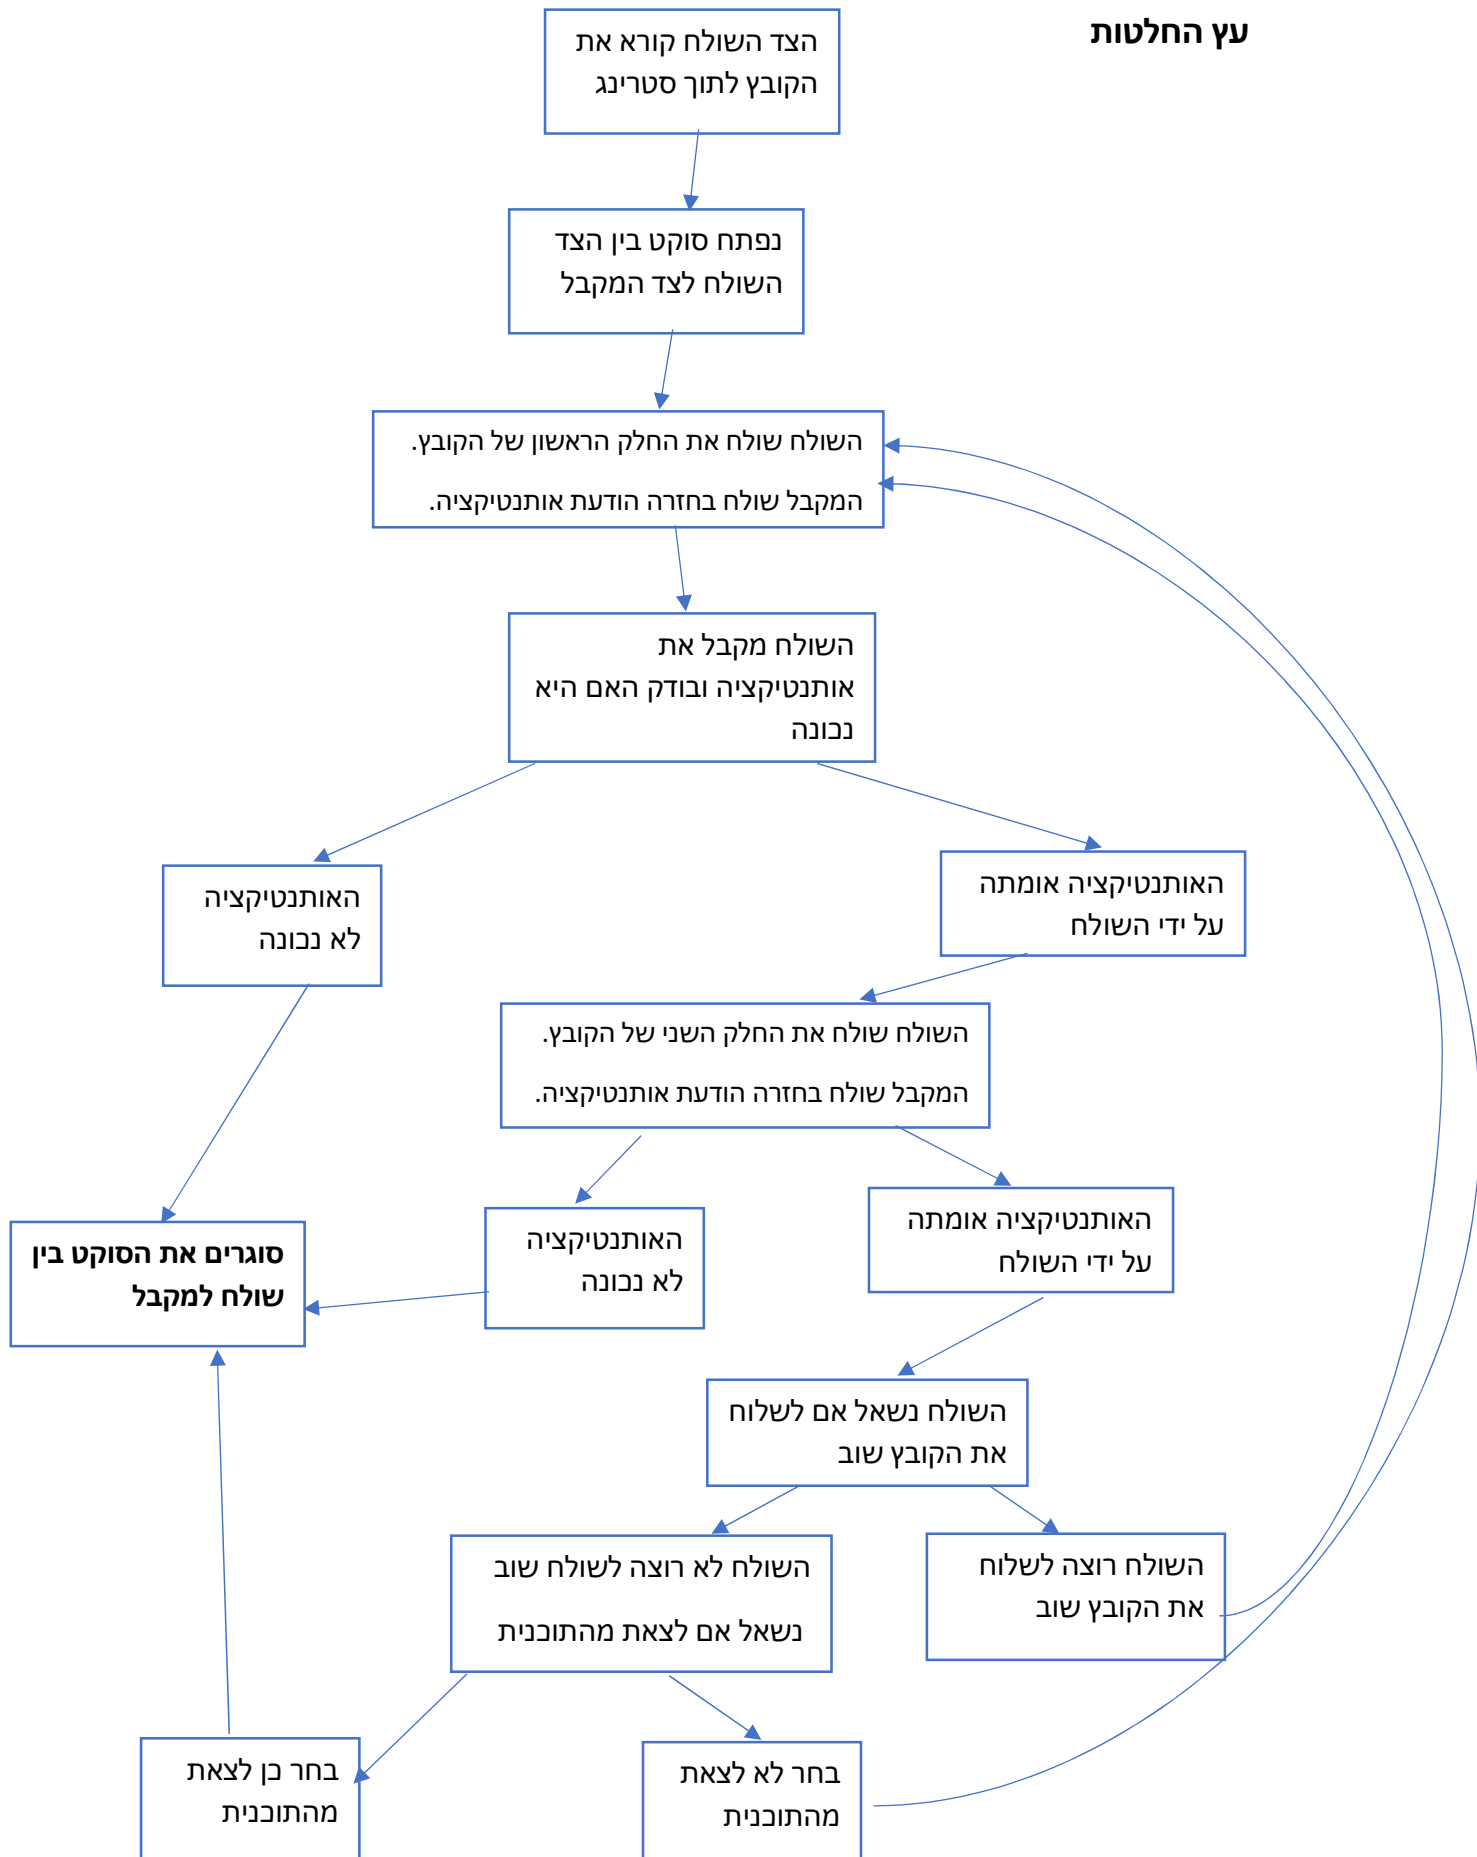 עץ החלטות
הצד השולח קורא את
הקובץ לתוך סטרינג
נפתח סוקט בין הצד
השולח לצד המקבל
השולח שולח את החלק הראשון של הקובץ.
המקבל שולח בחזרה הודעת אותנטיקציה.
השולח מקבל את
אותנטיקציה ובודק האם היא
נכונה
האותנטיקציה אומתה
על ידי השולח
האותנטיקציה
לא נכונה
השולח שולח את החלק השני של הקובץ.
המקבל שולח בחזרה הודעת אותנטיקציה.
האותנטיקציה אומתה
על ידי השולח
האותנטיקציה
לא נכונה
סוגרים את הסוקט בין
שולח למקבל
השולח נשאל אם לשלוח
את הקובץ שוב
השולח רוצה לשלוח
את הקובץ שוב
השולח לא רוצה לשולח שוב
נשאל אם לצאת מהתוכנית
בחר לא לצאת
מהתוכנית
בחר כן לצאת
מהתוכנית